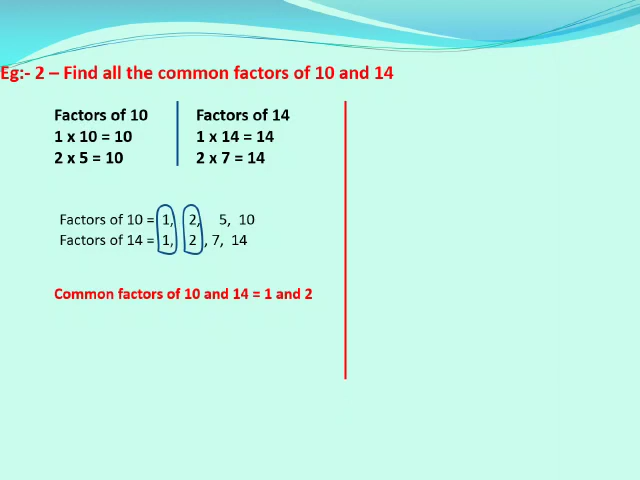 Eg:- 2 – Find all the common factors of 10 and 14
Factors of 10
1 x 10 = 10
2 x 5 = 10
Factors of 14
1 x 14 = 14
2 x 7 = 14
Factors of 10 = 1, 2, 5, 10
Factors of 14 = 1, 2 , 7, 14
Common factors of 10 and 14 = 1 and 2